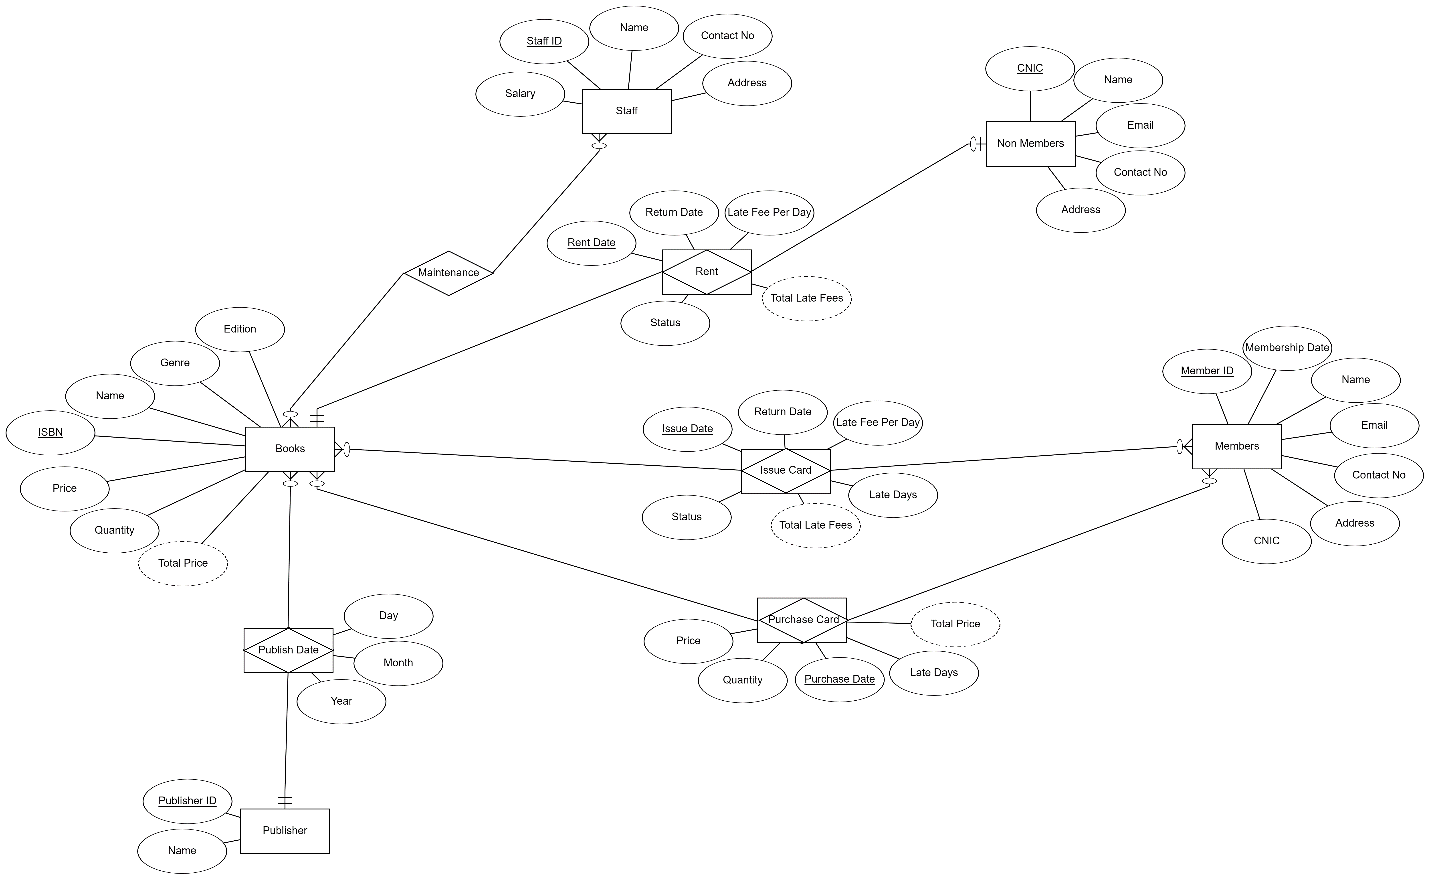 Name
Staff ID
Contact No
Salary
Address
Staff
CNIC
Name
Email
Non Members
Contact No
Address
Return Date
Late Fee Per Day
Rent Date
Rent
Total Late Fees
Status
Maintenance
Edition
Genre
Name
ISBN
Books
Price
Quantity
Total Price
Membership Date
Member ID
Name
Email
Members
Contact No
Address
CNIC
Return Date
Late Fee Per Day
Issue Date
Issue Card
Late Days
Status
Total Late Fees
Day
Publish Date
Month
Year
Purchase Card
Total Price
Price
Quantity
Purchase Date
Late Days
Publisher ID
Publisher
Name